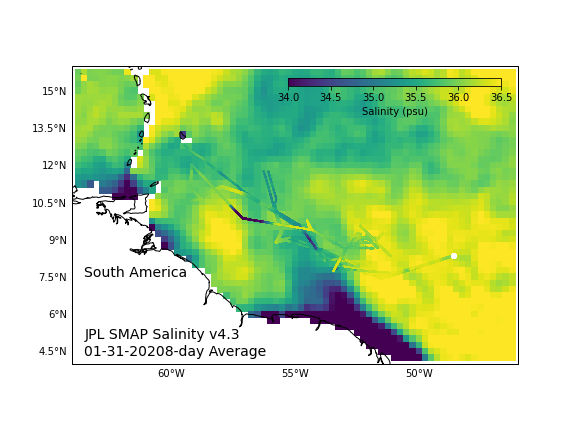 15°N
34.0 34.5 35.0 35.5 36.0 36.5
Salinity (psu)
13.5°N
12°N
10.5°N
9°N
7.5°N
South America
6°N
JPL SMAP Salinity v4.3
01-31-20208-day Average
4.5°N
60°W 55°W 50°W